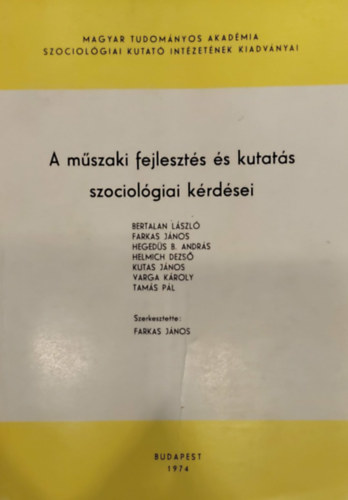 MAGYAR TUDOMÁNYOS AKADÉMIA
SZOCIOLÓGIAI KUTATÓ INTÉZETÉNEK KIADVÁNYAI
A műszaki fejlesztés és kutatás
szociológiai kérdései
BERTALAN LÁSZLÓ
FARKAS JÁNOS
HEGEDŰS B. ANDRÁS
HELMICH DEZSŐ
KUTAS JÁNOS
VARGA KÁROLY
TAMÁS PÁL
Szerkesztette:
FARKAS JÁNOS
BUDAPEST
1974